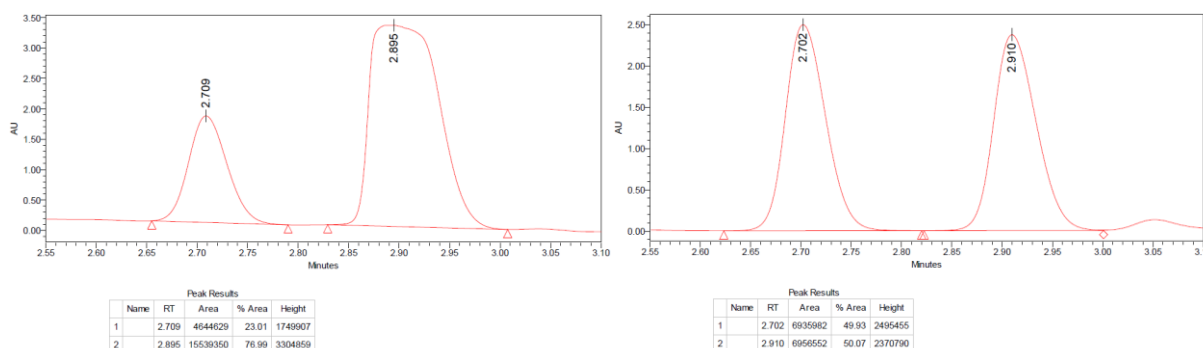 3.50
3.00
2.50
2.00
1.50
1.00
0.50
0.00
AU
2.709
2.895
2.55 2.60 2.65 2.70 2.75 2.80 2.85 2.90 2.95 3.00 3.05 3.10
Minutes
Peak Results
Name RT Area % Area Height
1 2.709 4644629 23.01 1749907
2 2.895 15539350 76.99 3304859
2.50
2.00
1.50
1.00
0.50
0.00
AU
2.702
2.910
2.55 2.60 2.65 2.70 2.75 2.80 2.85 2.90 2.95 3.00 3.05
Minutes
Peak Results
Name RT Area % Area Height
1 2.702 6935982 49.93 2495455
2 2.910 6956552 50.07 2370790